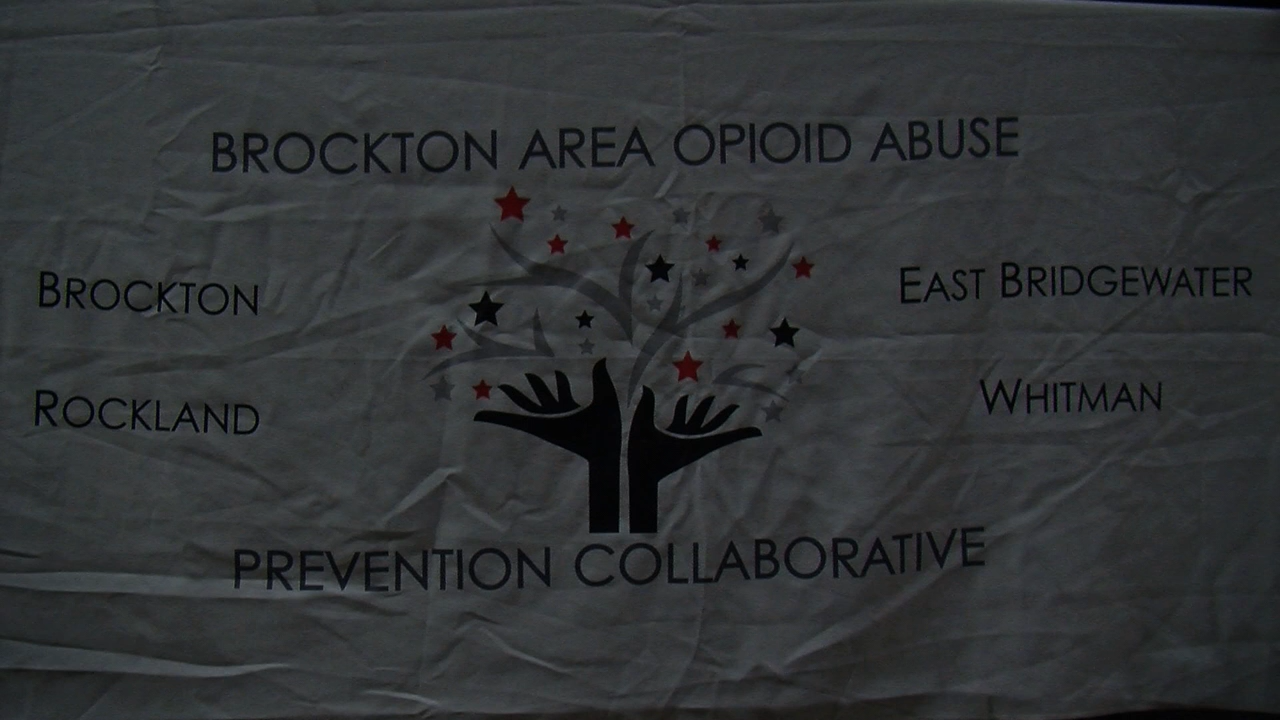 BROCKTON AREA OPIOID ABUSE
BROCKTON
EAST BRIDGEWATER
ROCKLAND
WHITMAN
PREVENTION COLLABORATIVE